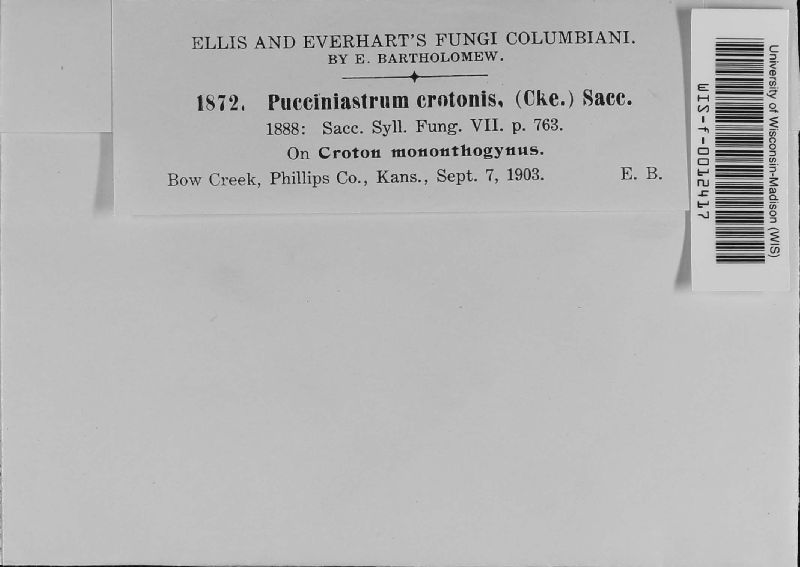 ELLIS AND EVERHART'S FUNGI COLUMBIANI.
BY E. BARTHOLOMEW.
1872. Pucciniastrum crotonis, (Cke.) Sacc.
1888: Sacc. Syll. Fung. VII. p. 763.
On Croton mononthogynus.
Bow Creek, Phillips Co., Kans., Sept. 7, 1903. E. B.
University of Wisconsin-Madison (WIS)
WIS-f-0012417